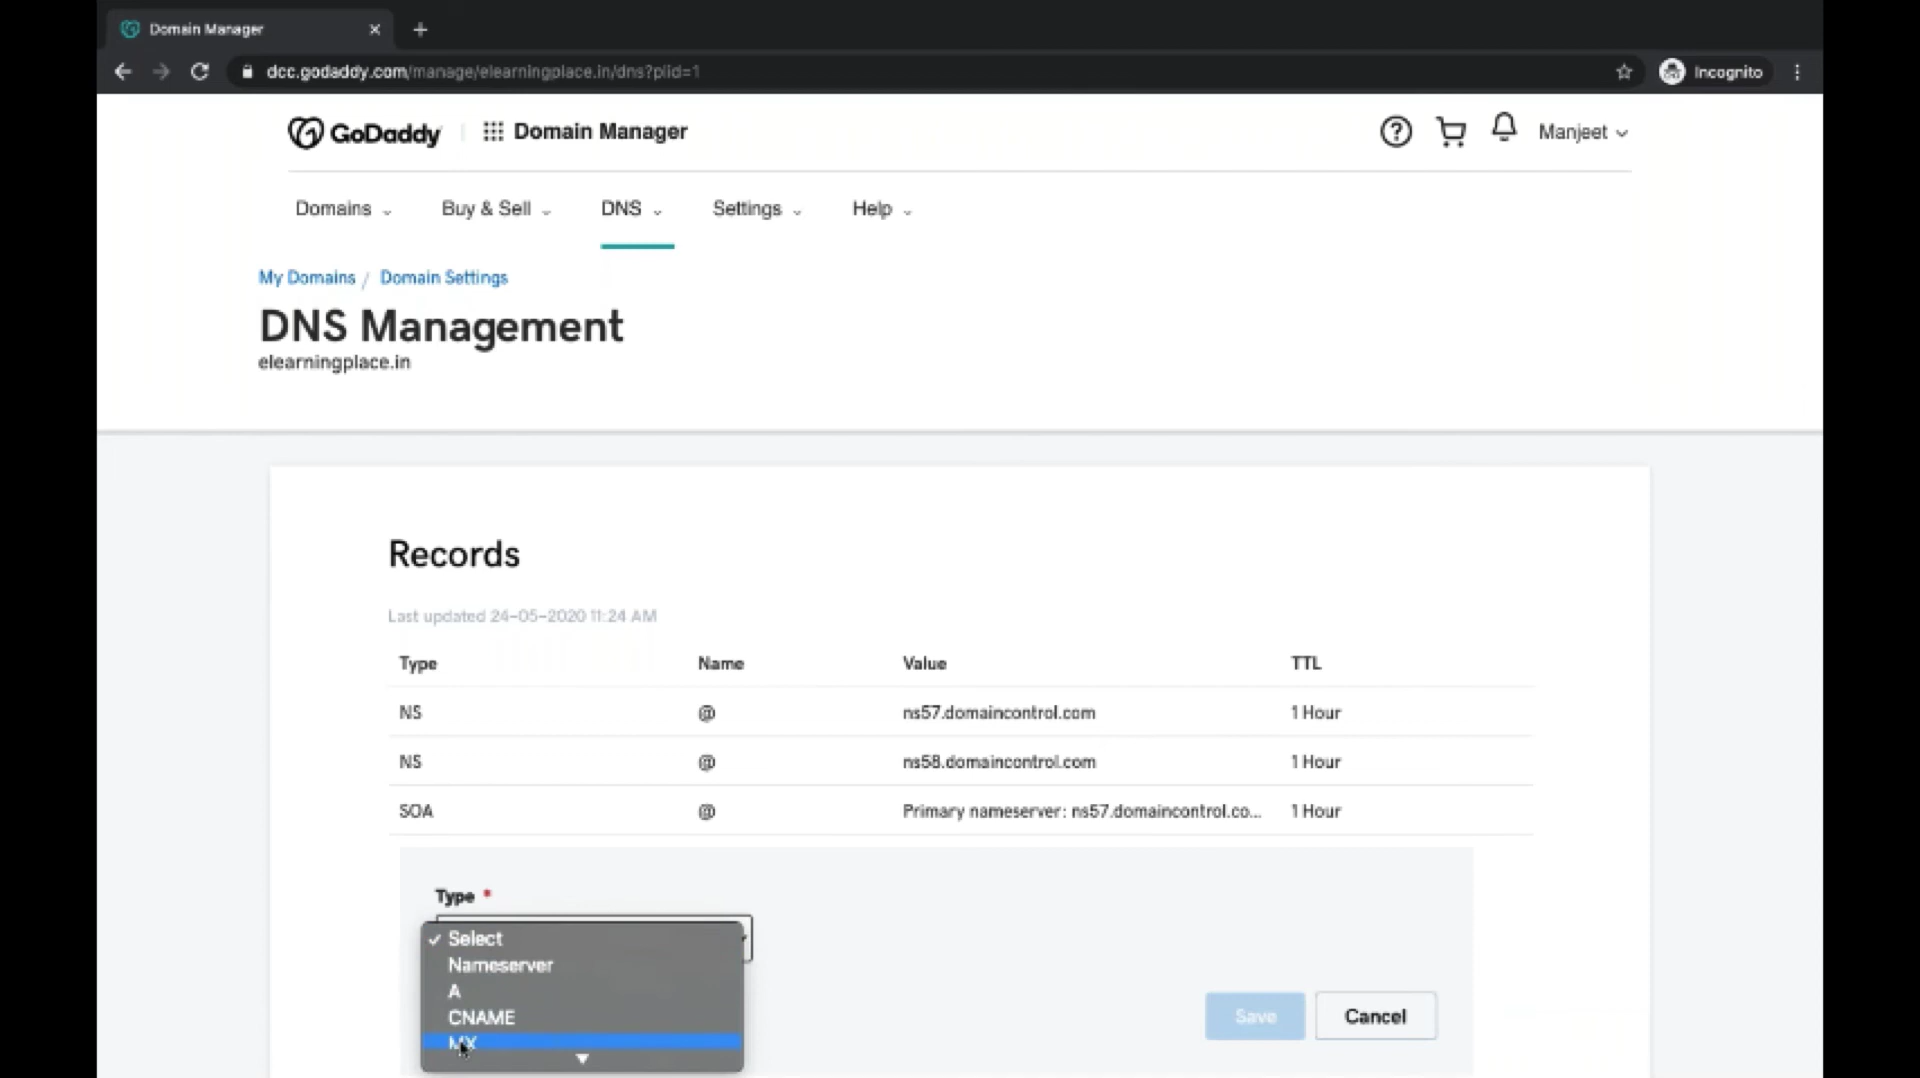 Domain Manager
dcc.godaddy.com/manage/elearningplace.in/dns?plid=1
Incognito
GoDaddy
Domain Manager
Manjeet
Domains
Buy & Sell
DNS
Settings
Help
My Domains / Domain Settings
DNS Management
elearningplace.in
Records
Last updated 24-05-2020 11:24 AM
Type Name Value TTL
NS @ ns57.domaincontrol.com 1 Hour
NS @ ns58.domaincontrol.com 1 Hour
SOA @ Primary nameserver: ns57.domaincontrol.co... 1 Hour
Type *
Select
Nameserver
A
CNAME
MX
Save
Cancel